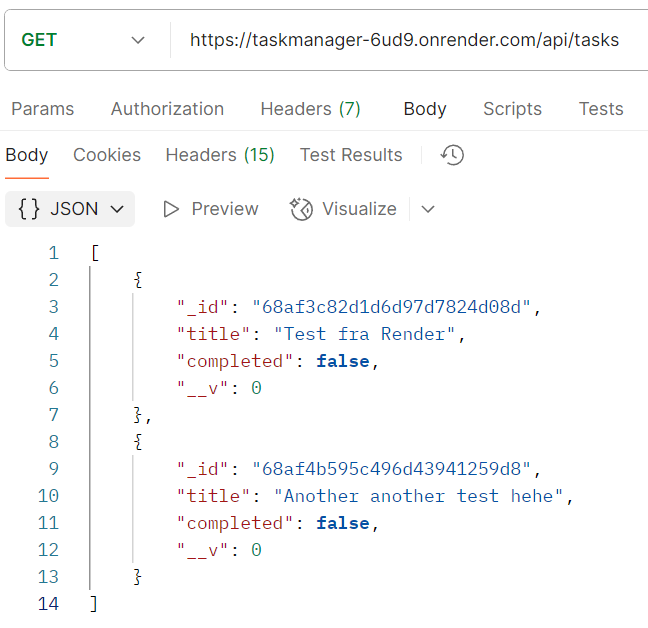 GET https://taskmanager-6ud9.onrender.com/api/tasks
Params Authorization Headers (7) Body Scripts Tests
Body Cookies Headers (15) Test Results
{} JSON Preview Visualize
1 [
2 {
3 "_id": "68af3c82d1d6d97d7824d08d",
4 "title": "Test fra Render",
5 "completed": false,
6 "__v": 0
7 },
8 {
9 "_id": "68af4b595c496d43941259d8",
10 "title": "Another another test hehe",
11 "completed": false,
12 "__v": 0
13 }
14 ]